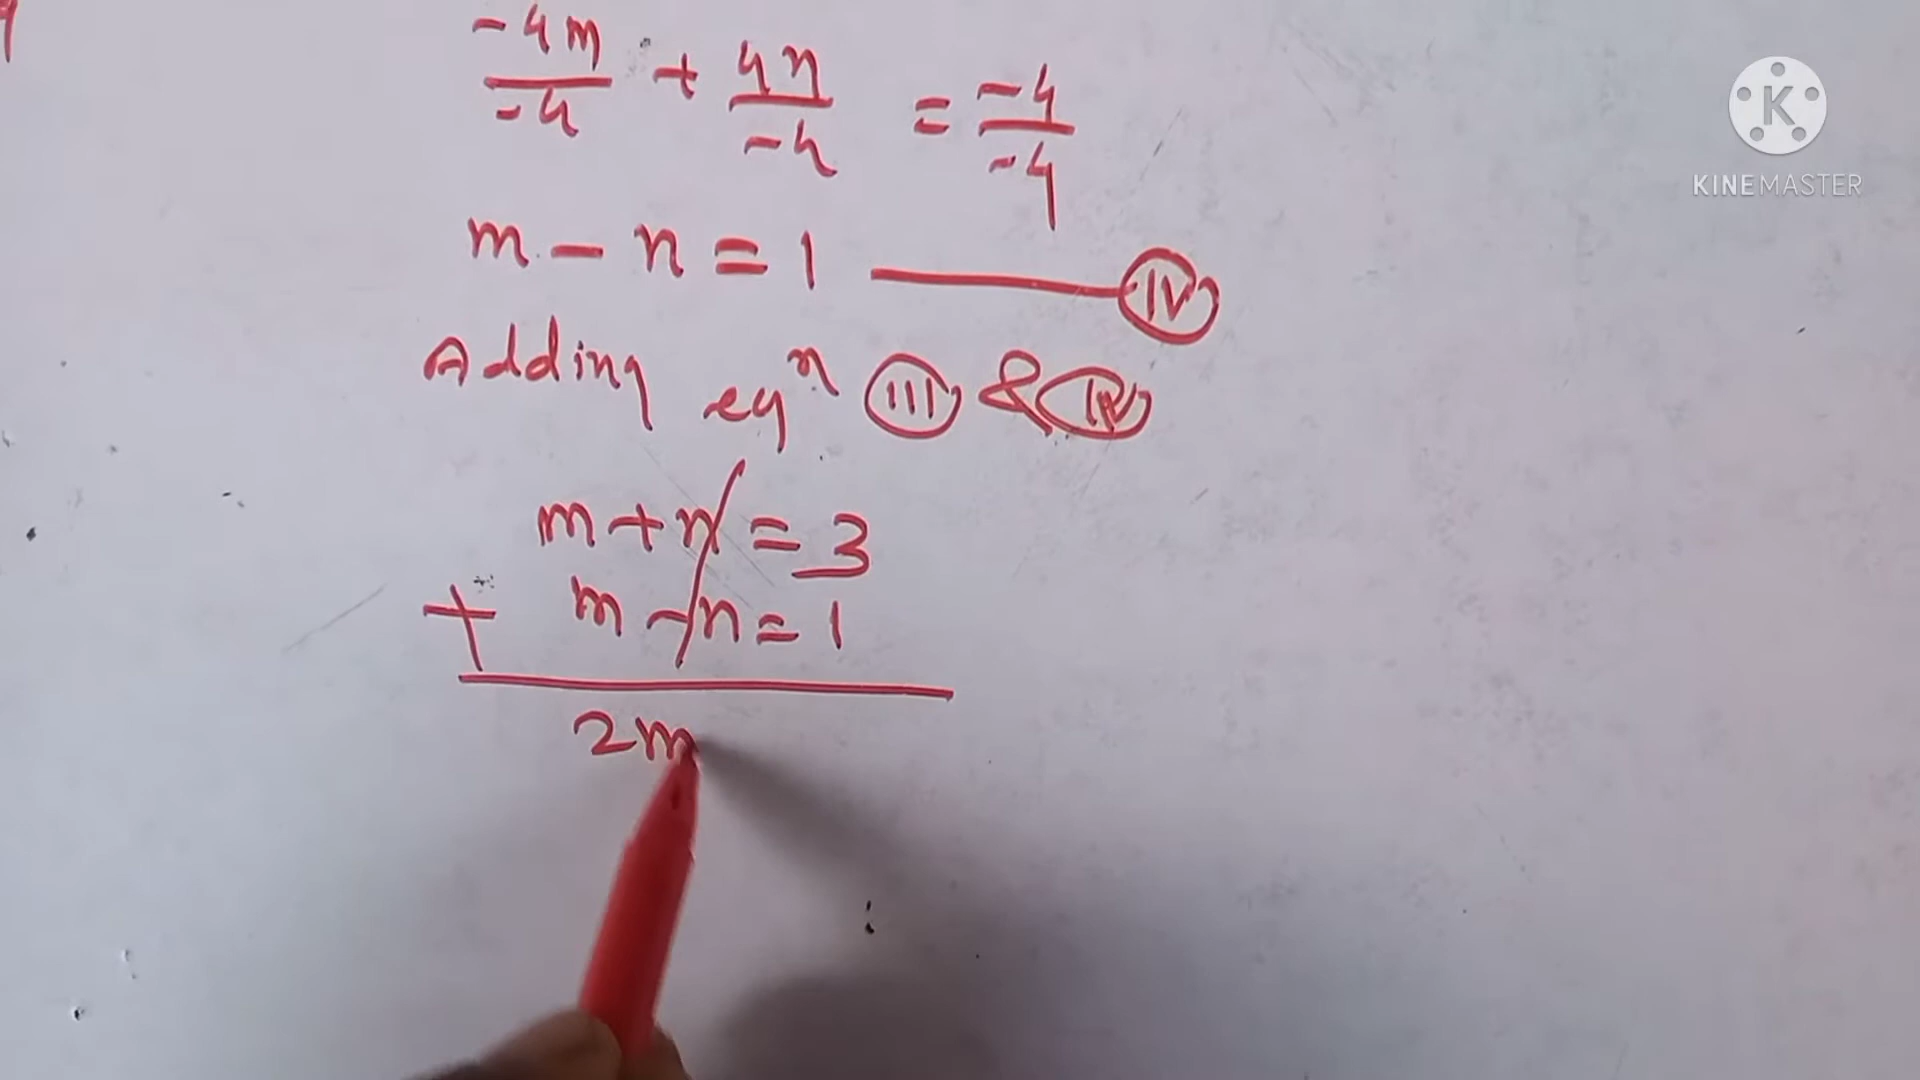 -4m/-4 + 4n/-4 = -4/-4
m - n = 1 ——— IV
Adding eqn III & IV
m + n = 3
+ m - n = 1
2m
K
KINEMASTER